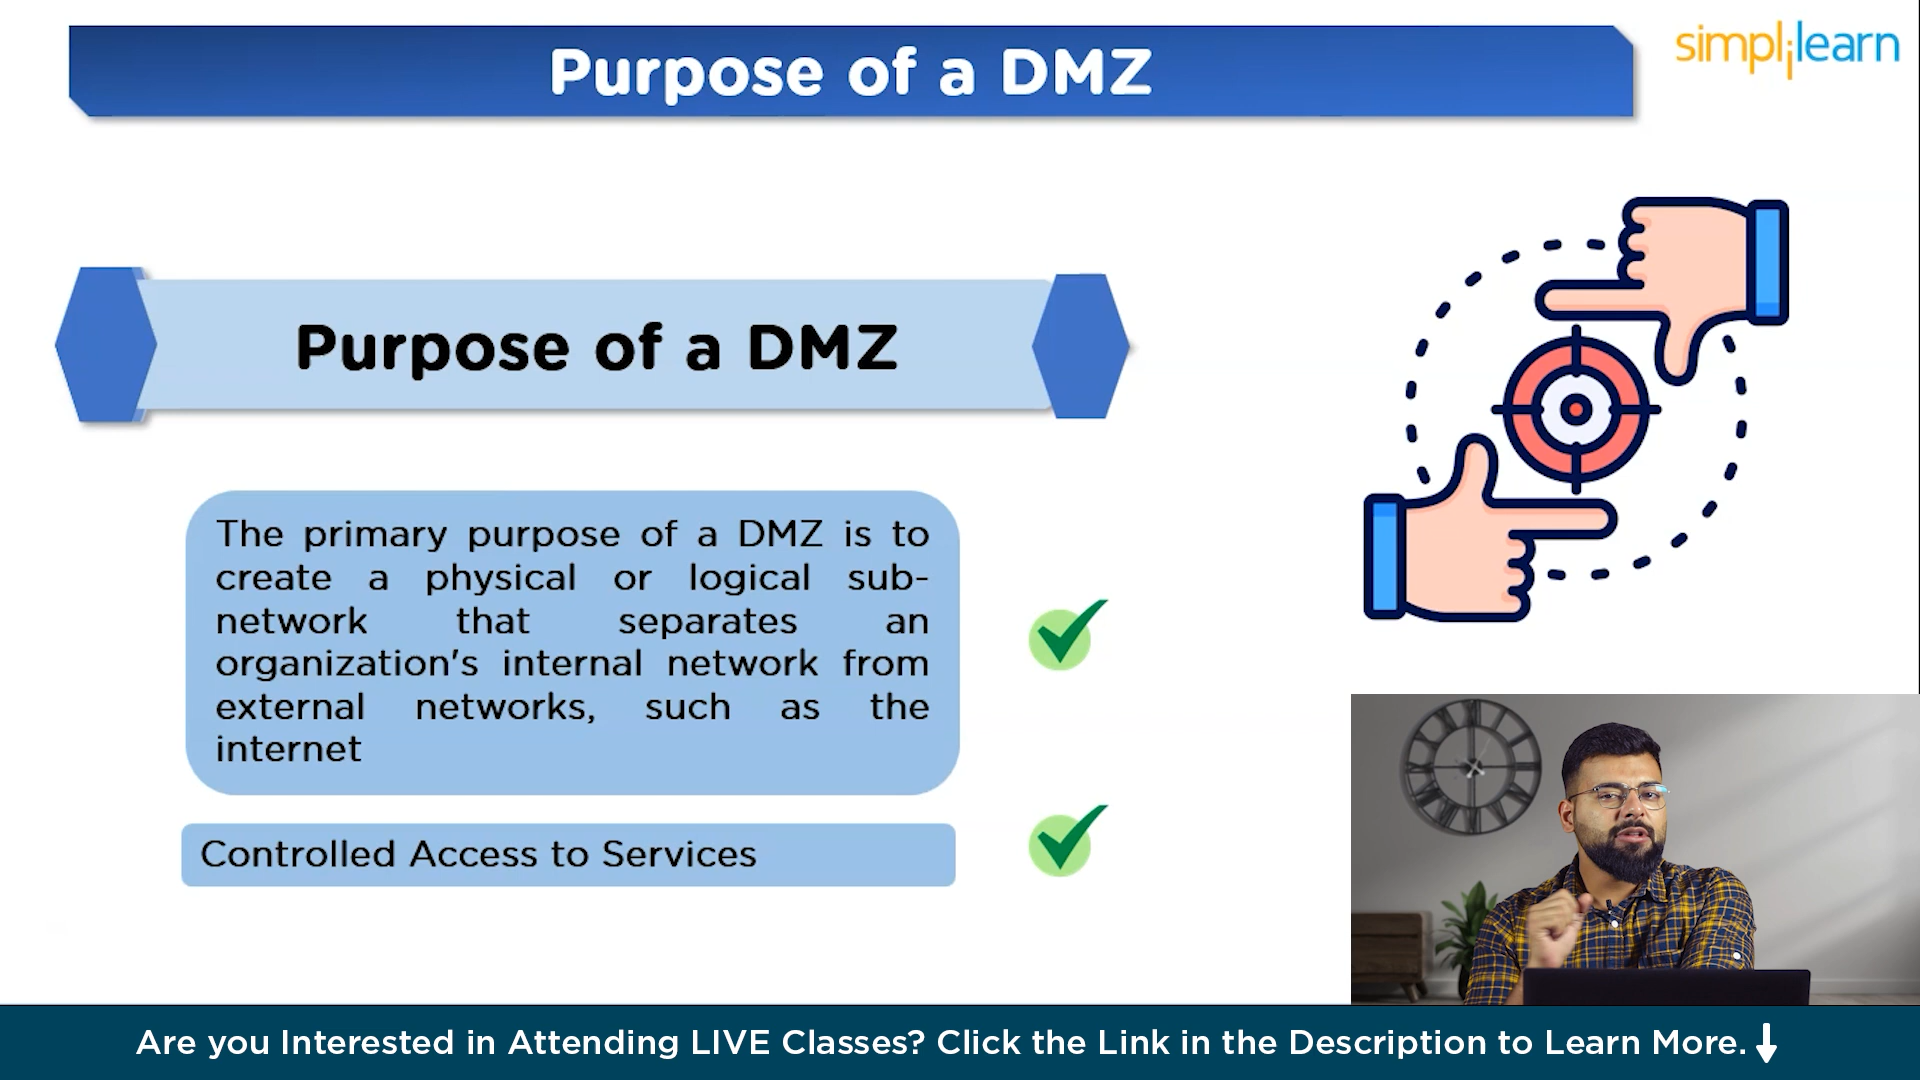 Purpose of a DMZ
simplilearn
Purpose of a DMZ
The primary purpose of a DMZ is to
create a physical or logical sub-
network that separates an
organization's internal network from
external networks, such as the
internet
Controlled Access to Services
Are you Interested in Attending LIVE Classes? Click the Link in the Description to Learn More.